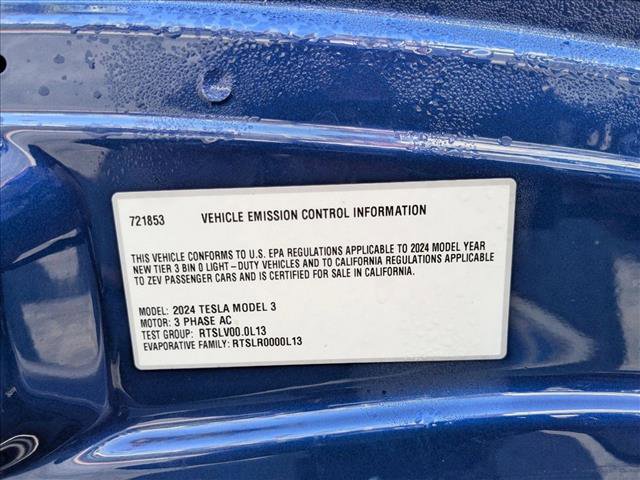 721853 VEHICLE EMISSION CONTROL INFORMATION
THIS VEHICLE CONFORMS TO U.S. EPA REGULATIONS APPLICABLE TO 2024 MODEL YEAR
NEW TIER 3 BIN 0 LIGHT-DUTY VEHICLES AND TO CALIFORNIA REGULATIONS APPLICABLE
TO ZEV PASSENGER CARS AND IS CERTIFIED FOR SALE IN CALIFORNIA.
MODEL: 2024 TESLA MODEL 3
MOTOR: 3 PHASE AC
TEST GROUP: RTSLV00.0L13
EVAPORATIVE FAMILY: RTSLR0000L13